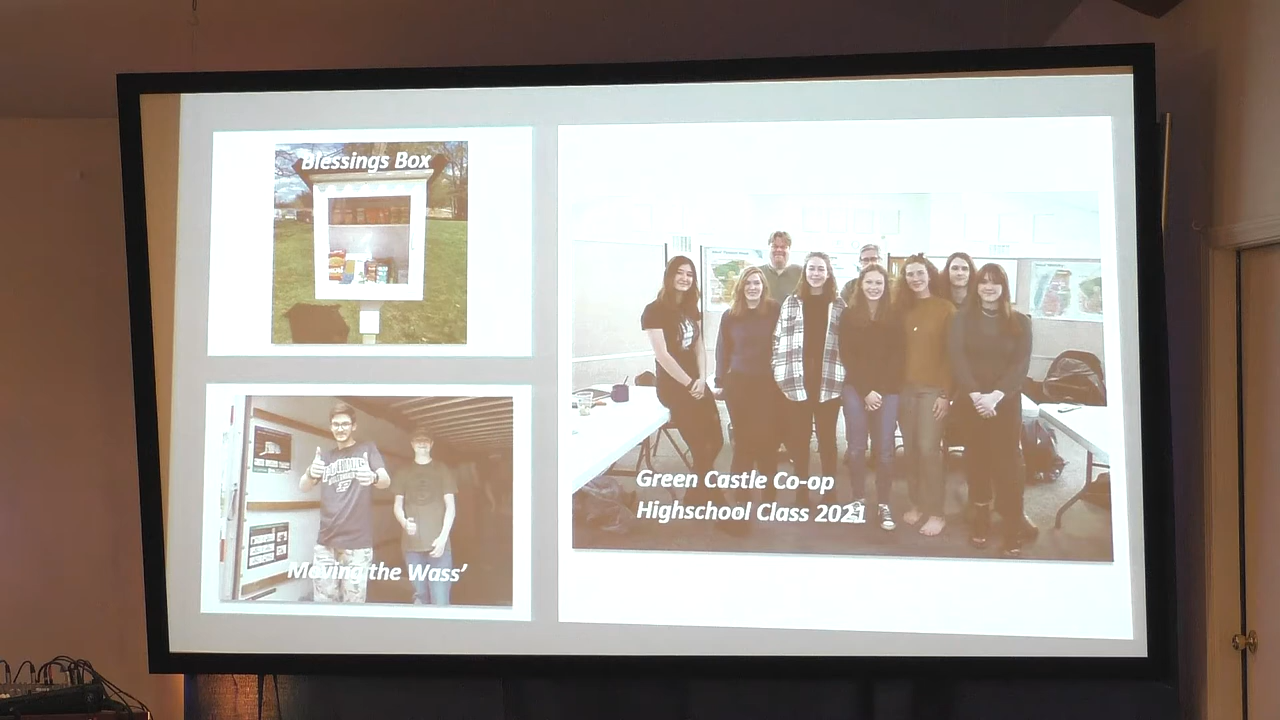 Blessings Box
Moving the Wass'
Green Castle Co-op
Highschool Class 2021